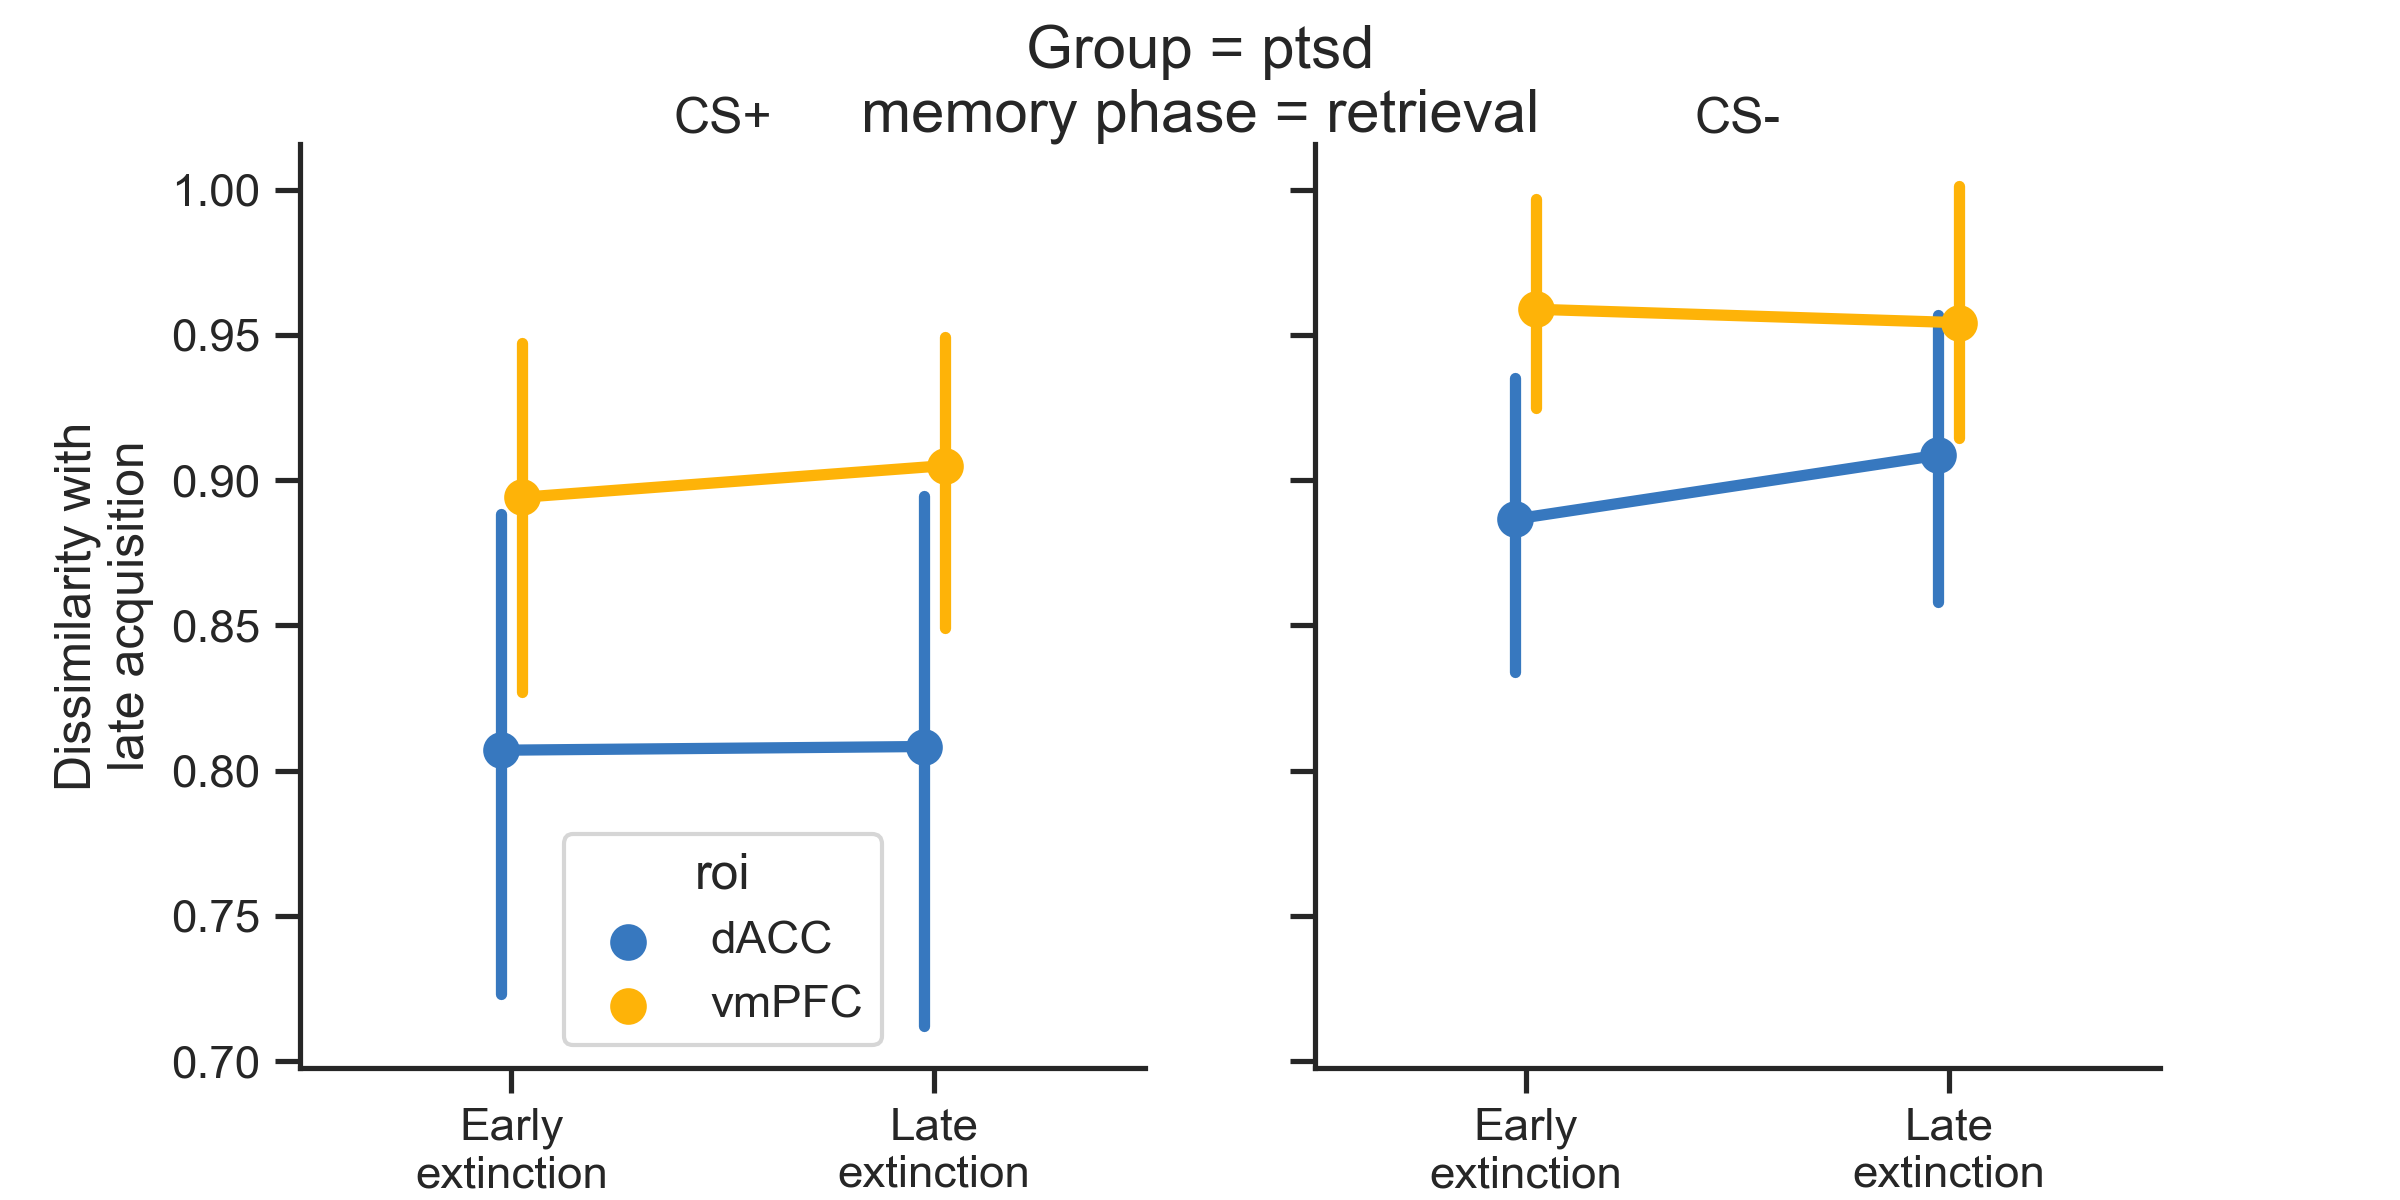 Group = ptsd
memory phase = retrieval
CS+
CS-
Dissimilarity with
late acquisition
1.00
0.95
0.90
0.85
0.80
0.75
0.70
roi
dACC
vmPFC
Early
extinction
Late
extinction
Early
extinction
Late
extinction